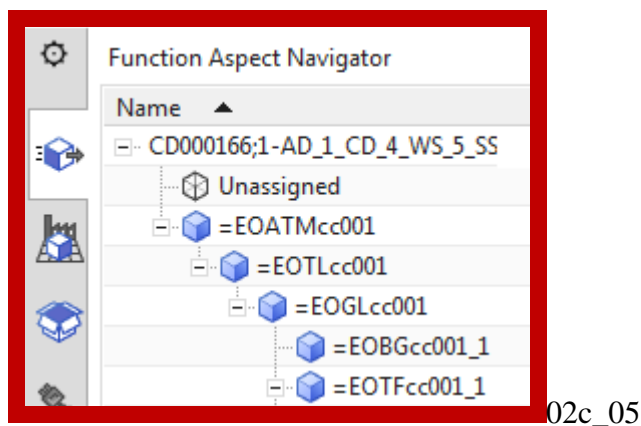 Function Aspect Navigator
Name
CD000166;1-AD_1_CD_4_WS_5_SS
Unassigned
=EOATMcc001
=EOTLcc001
=EOGLcc001
=EOBGcc001_1
=EOTFcc001_1
02c_05